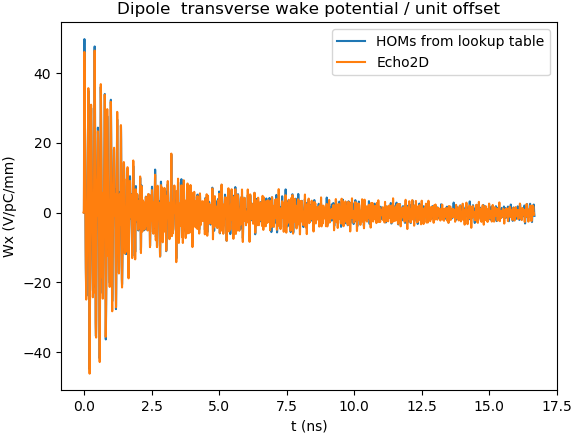 Dipole  transverse wake potential / unit offset
HOMs from lookup table
Echo2D
Wx (V/pC/mm)
40
20
0
−20
−40
0.0 2.5 5.0 7.5 10.0 12.5 15.0 17.5
t (ns)